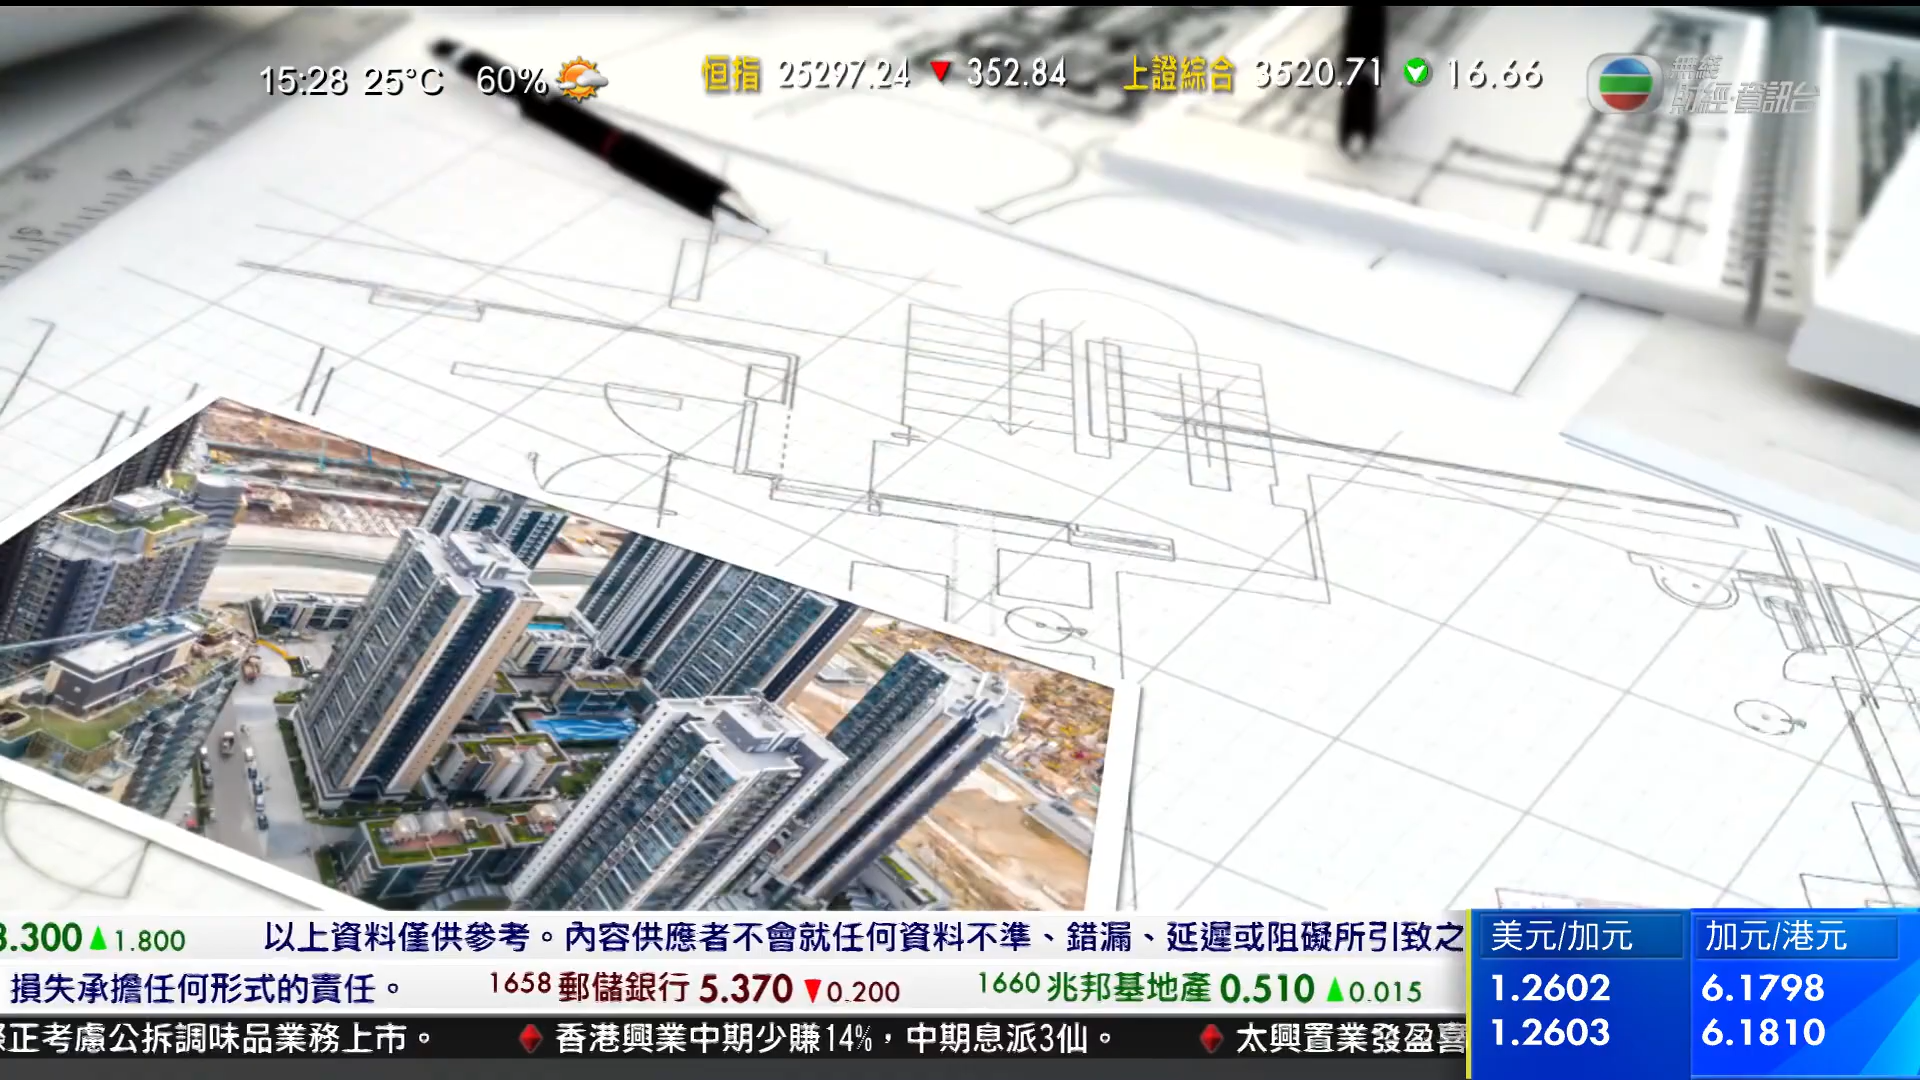 15:28 25°C 60%
恒指 25297.24 ▼ 352.84 上證綜合 3520.71 16.66
無綫
財經·資訊台
3.300 ▲ 1.800 以上資料僅供參考。內容供應者不會就任何資料不準、錯漏、延遲或阻礙所引致之
損失承擔任何形式的責任。 1658 郵儲銀行 5.370 ▼ 0.200 1660 兆邦基地產 0.510 ▲ 0.015
正考慮公拆調味品業務上市。 香港興業中期少賺14%，中期息派3仙。 太興置業發盈喜
美元/加元 加元/港元
1.2602 6.1798
1.2603 6.1810